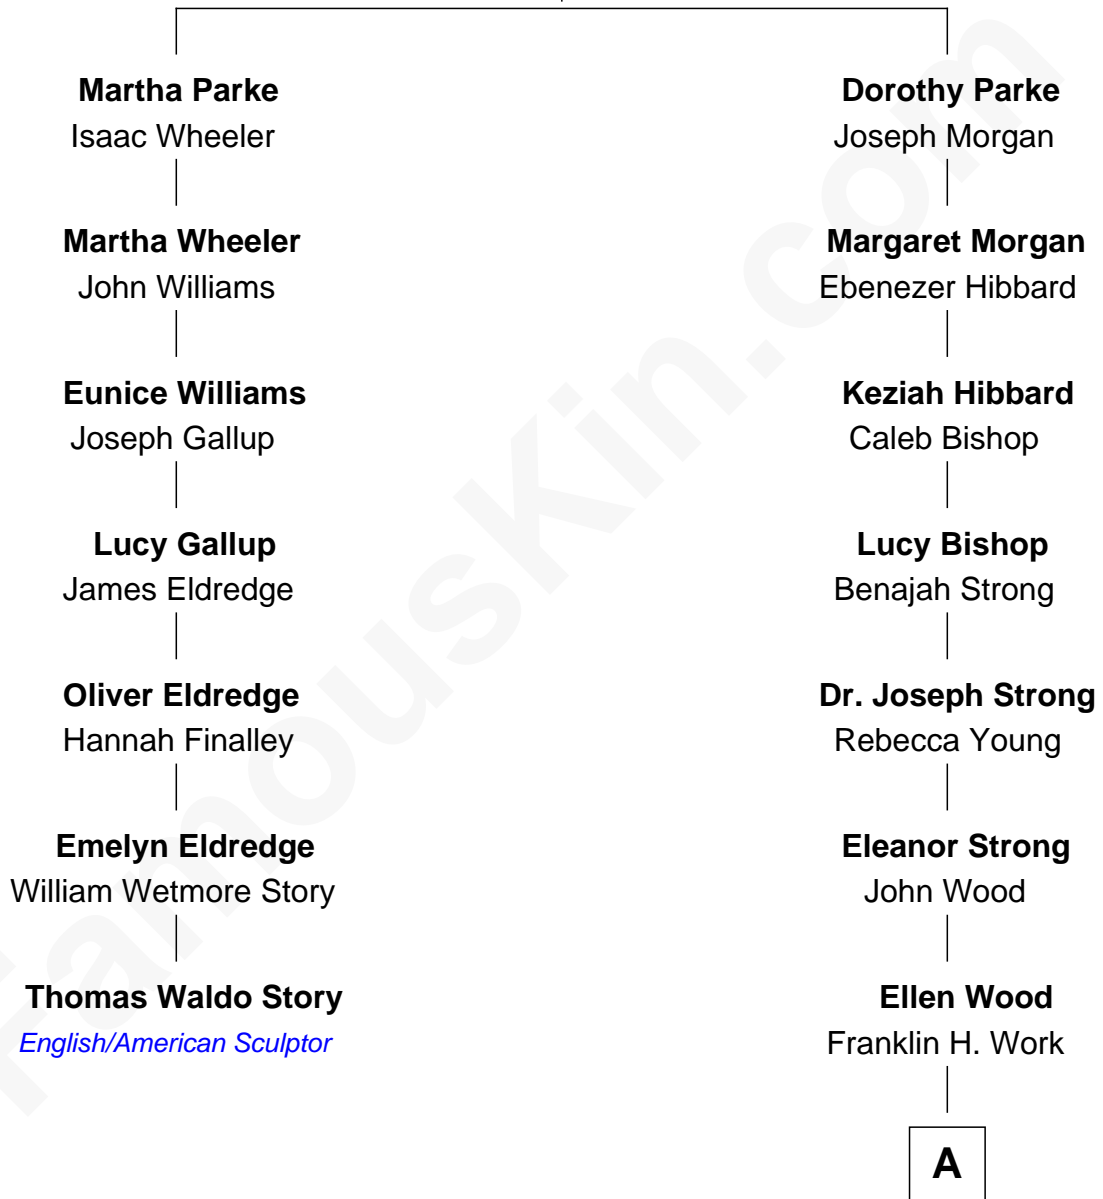 Martha Parke
Isaac Wheeler
Martha Wheeler
John Williams
Eunice Williams
Joseph Gallup
Lucy Gallup
James Eldredge
Oliver Eldredge
Hannah Finalley
Emelyn Eldredge
William Wetmore Story
Thomas Waldo Story
English/American Sculptor
Dorothy Parke
Joseph Morgan
Margaret Morgan
Ebenezer Hibbard
Keziah Hibbard
Caleb Bishop
Lucy Bishop
Benajah Strong
Dr. Joseph Strong
Rebecca Young
Eleanor Strong
John Wood
Ellen Wood
Franklin H. Work
A
FamousKin.com